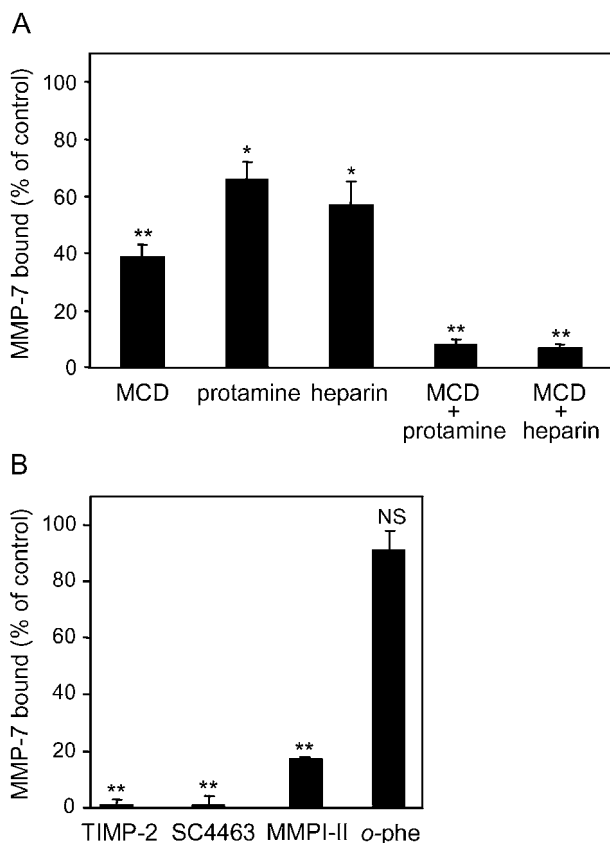 A
MMP-7 bound (% of control)
100
80
60
40
20
0
**
*
*
**
**
MCD
protamine
heparin
MCD
+
protamine
MCD
+
heparin
B
MMP-7 bound (% of control)
100
80
60
40
20
0
**
**
**
NS
TIMP-2
SC4463
MMPI-II
o-phe